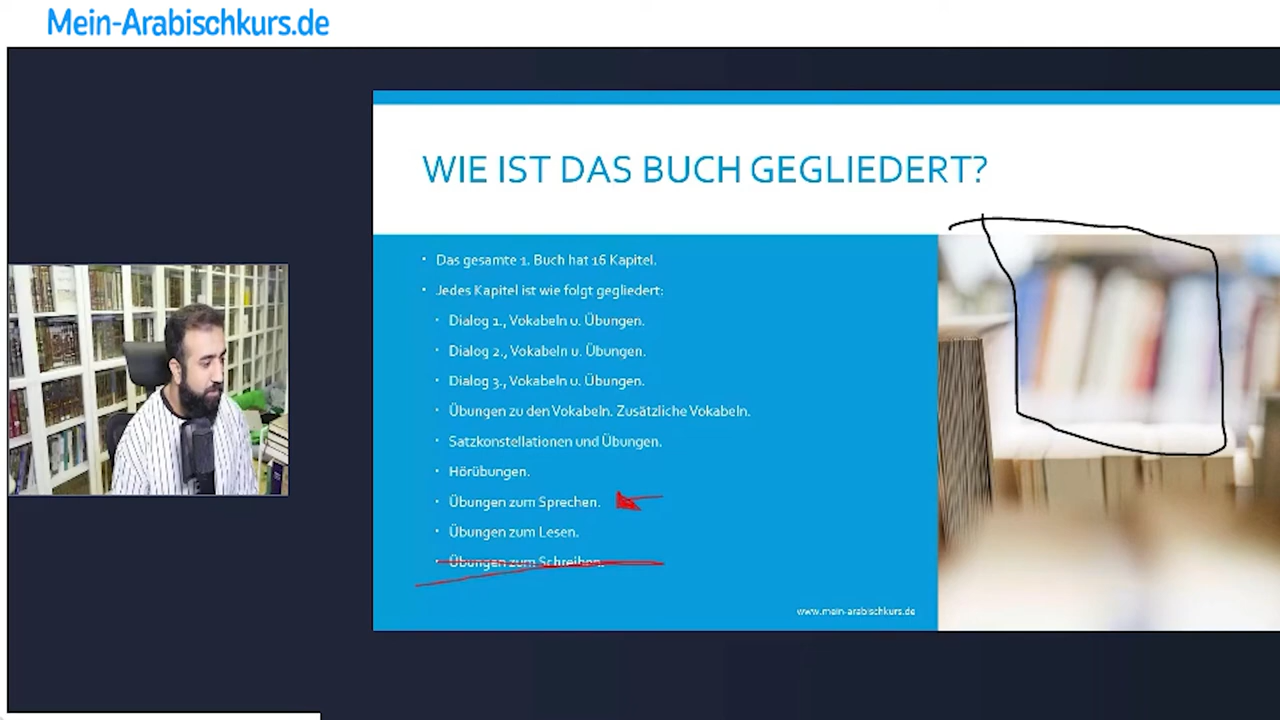 Mein-Arabischkurs.de
WIE IST DAS BUCH GEGLIEDERT?
Das gesamte 1. Buch hat 16 Kapitel.
Jedes Kapitel ist wie folgt gegliedert:
Dialog 1., Vokabeln u. Übungen.
Dialog 2., Vokabeln u. Übungen.
Dialog 3., Vokabeln u. Übungen.
Übungen zu den Vokabeln. Zusätzliche Vokabeln.
Satzkonstellationen und Übungen.
Hörübungen.
Übungen zum Sprechen.
Übungen zum Lesen.
Übungen zum Schreiben.
www.mein-arabischkurs.de